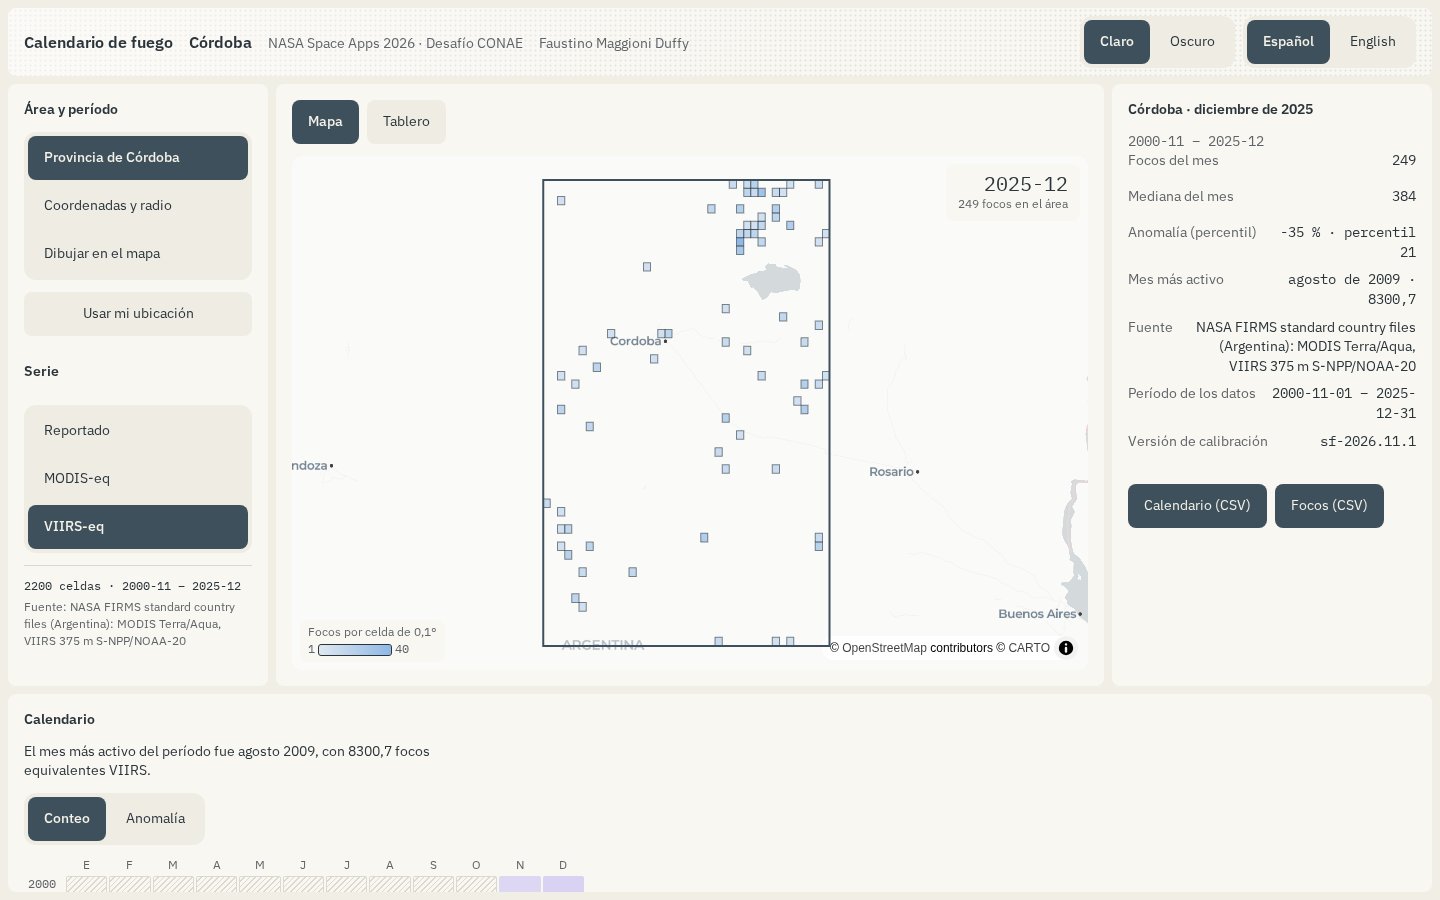 Calendario de fuego Córdoba NASA Space Apps 2026 · Desafío CONAE Faustino Maggioni Duffy
Claro Oscuro Español English
Área y período
Provincia de Córdoba
Coordenadas y radio
Dibujar en el mapa
Usar mi ubicación
Serie
Reportado
MODIS-eq
VIIRS-eq
2200 celdas · 2000-11 – 2025-12
Fuente: NASA FIRMS standard country
files (Argentina): MODIS Terra/Aqua,
VIIRS 375 m S-NPP/NOAA-20
Mapa Tablero
2025-12
249 focos en el área
Cordoba
ndoza
Rosario
Buenos Aires
ARGENTINA
Focos por celda de 0,1°
1 40
© OpenStreetMap contributors © CARTO
Córdoba · diciembre de 2025
2000-11 – 2025-12
Focos del mes 249
Mediana del mes 384
Anomalía (percentil) -35 % · percentil
21
Mes más activo agosto de 2009 ·
8300,7
Fuente NASA FIRMS standard country files
(Argentina): MODIS Terra/Aqua,
VIIRS 375 m S-NPP/NOAA-20
Período de los datos 2000-11-01 – 2025-
12-31
Versión de calibración sf-2026.11.1
Calendario (CSV) Focos (CSV)
Calendario
El mes más activo del período fue agosto 2009, con 8300,7 focos
equivalentes VIIRS.
Conteo Anomalía
E F M A M J J A S O N D
2000